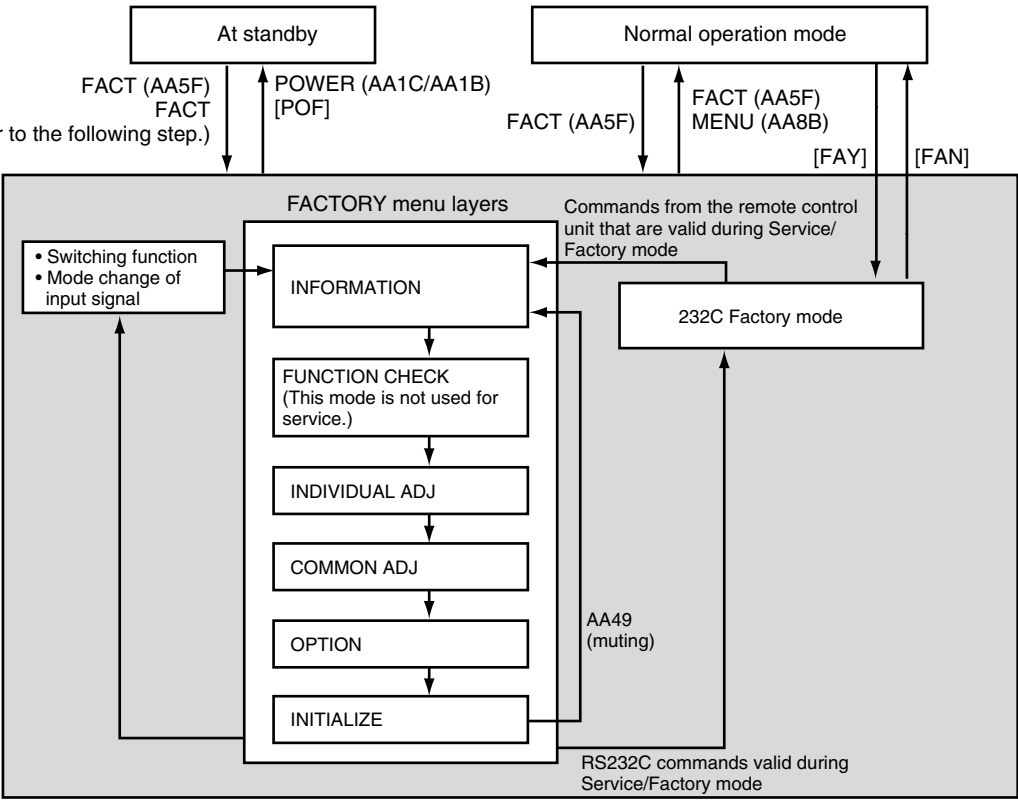 At standby
Normal operation mode
FACT (AA5F)
FACT
r to the following step.)
POWER (AA1C/AA1B)
[POF]
FACT (AA5F)
FACT (AA5F)
MENU (AA8B)
[FAY]
[FAN]
FACTORY menu layers
Commands from the remote control
unit that are valid during Service/
Factory mode
• Switching function
• Mode change of
input signal
INFORMATION
232C Factory mode
FUNCTION CHECK
(This mode is not used for
service.)
INDIVIDUAL ADJ
COMMON ADJ
OPTION
INITIALIZE
AA49
(muting)
RS232C commands valid during
Service/Factory mode